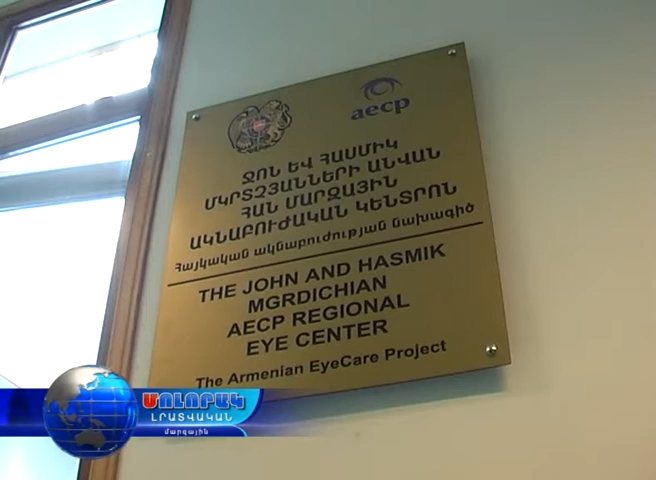 aecp
ՋՈՆ ԵՎ ՀԱՍՄԻԿ
ՄԿՐՏՉՅԱՆՆԵՐԻ ԱՆՎԱՆ
ՀԱՆ ՄԱՐԶԱՅԻՆ
ԱԿՆԱԲՈՒԺԱԿԱՆ ԿԵՆՏՐՈՆ
Հայկական ակնաբուժության նախագիծ
THE JOHN AND HASMIK
MGRDICHIAN
AECP REGIONAL
EYE CENTER
The Armenian EyeCare Project
ՄՈԼՈՐԱԿ
ԼՐԱՏՎԱԿԱՆ
մարզային